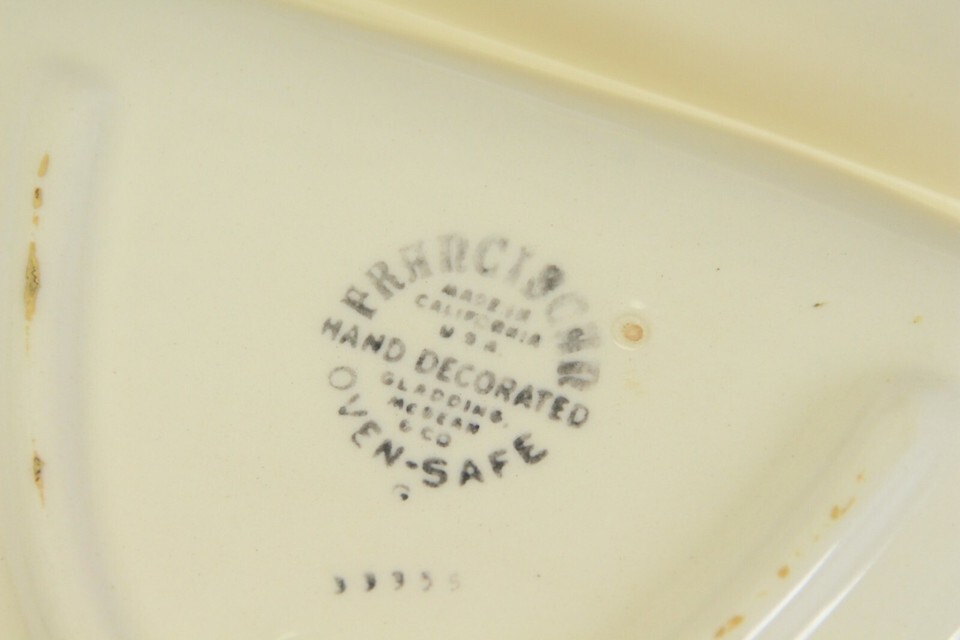 FRANCISCAN
MADE IN
CALIFORNIA
U S A
HAND DECORATED
GLADDING,
McBEAN
& CO
OVEN-SAFE